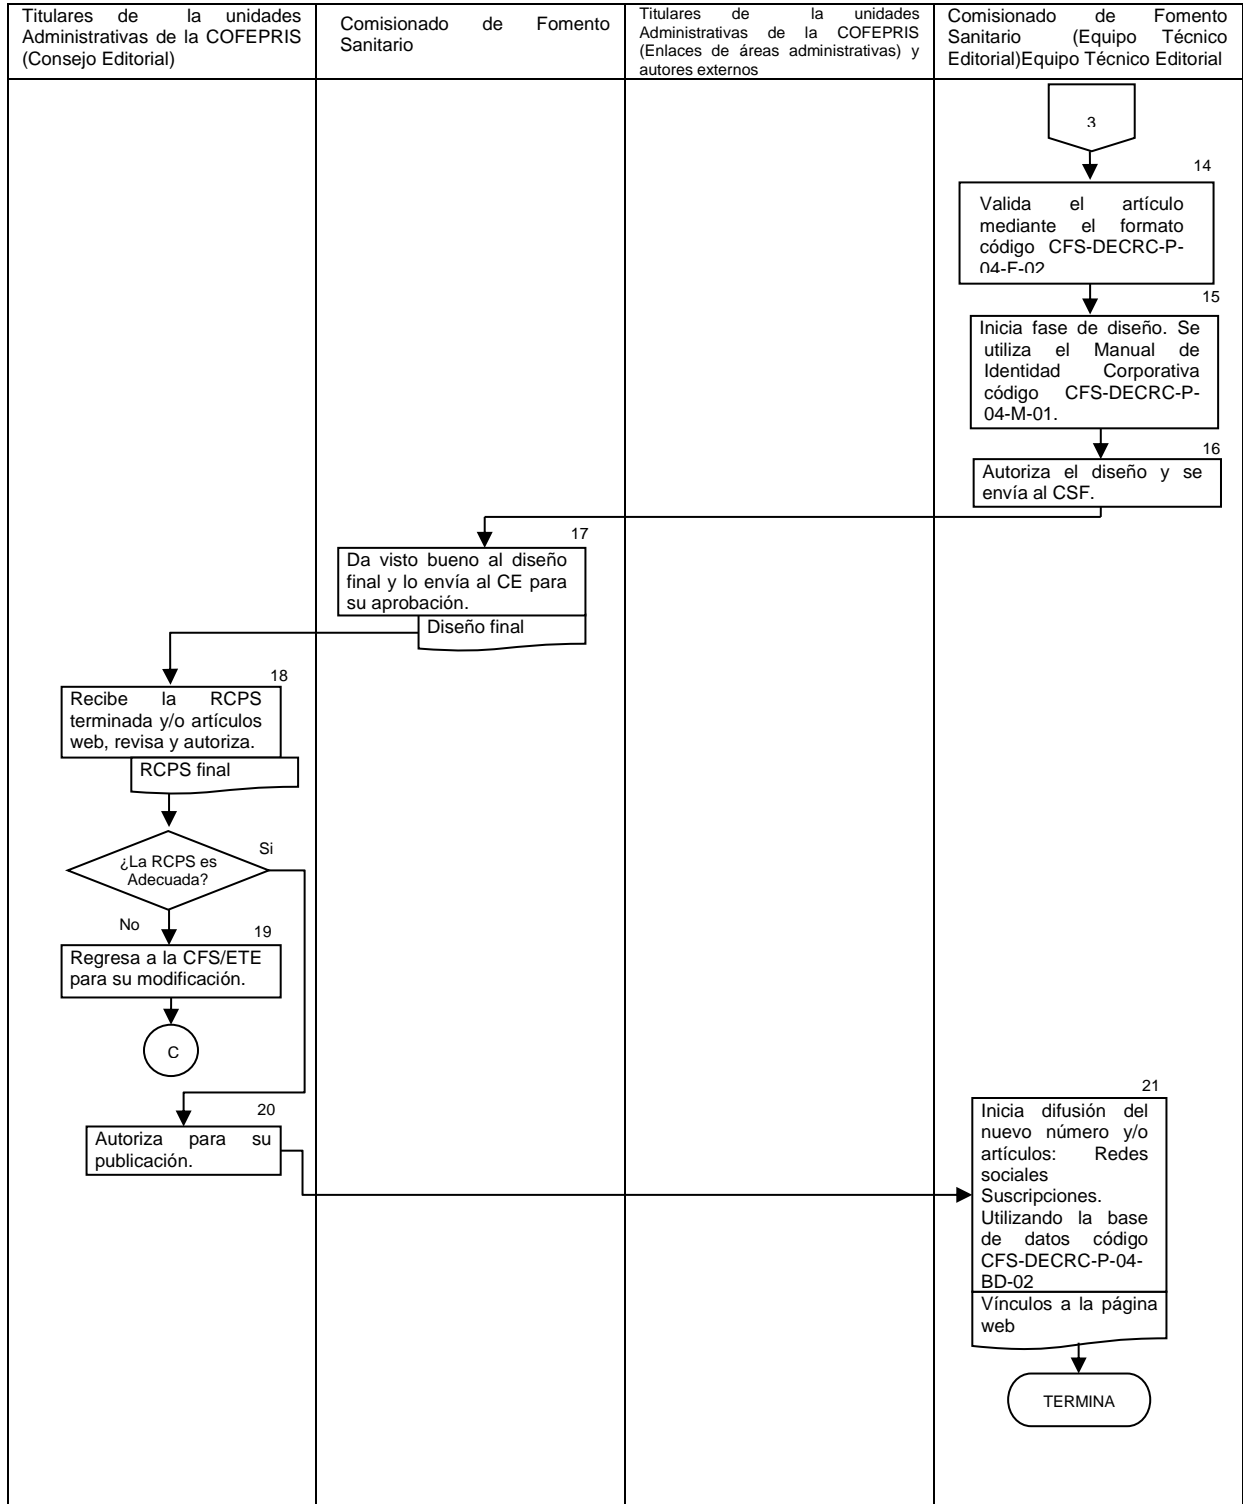 Titulares de la unidades
Administrativas de la COFEPRIS
(Consejo Editorial)
Comisionado de Fomento
Sanitario
Titulares de la unidades
Administrativas de la COFEPRIS
(Enlaces de áreas administrativas) y
autores externos
Comisionado de Fomento
Sanitario (Equipo Técnico
Editorial)Equipo Técnico Editorial
3
14
Valida el artículo
mediante el formato
código CFS-DECRC-P-
04-F-02
15
Inicia fase de diseño. Se
utiliza el Manual de
Identidad Corporativa
código CFS-DECRC-P-
04-M-01.
16
Autoriza el diseño y se
envía al CSF.
17
Da visto bueno al diseño
final y lo envía al CE para
su aprobación.
Diseño final
18
Recibe la RCPS
terminada y/o artículos
web, revisa y autoriza.
RCPS final
¿La RCPS es
Adecuada?
Si
No
19
Regresa a la CFS/ETE
para su modificación.
C
20
Autoriza para su
publicación.
21
Inicia difusión del
nuevo número y/o
artículos: Redes
sociales
Suscripciones.
Utilizando la base
de datos código
CFS-DECRC-P-04-
BD-02
Vínculos a la página
web
TERMINA